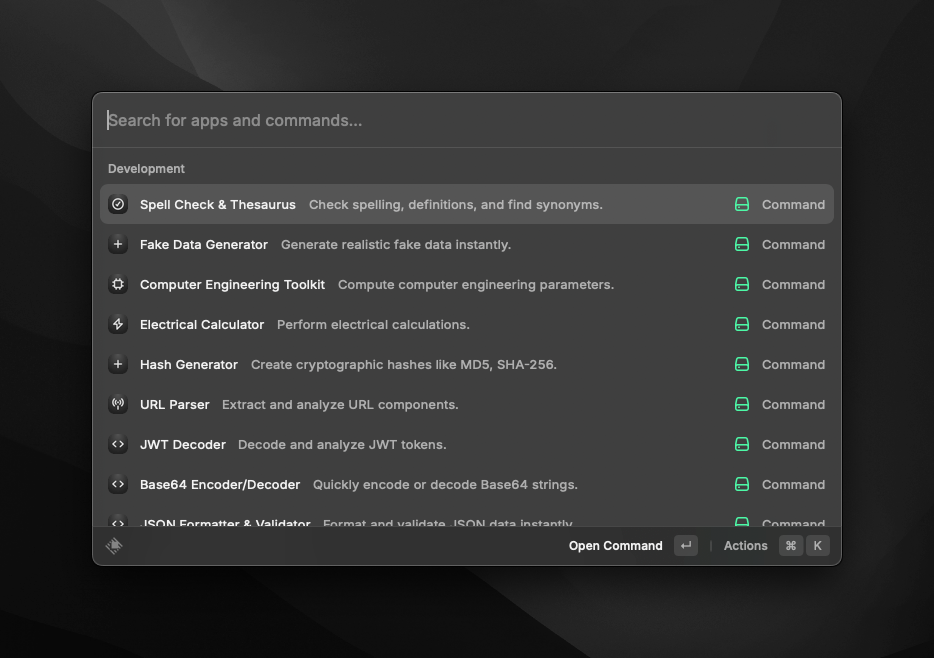 Search for apps and commands...
Development
Spell Check & Thesaurus Check spelling, definitions, and find synonyms. Command
Fake Data Generator Generate realistic fake data instantly. Command
Computer Engineering Toolkit Compute computer engineering parameters. Command
Electrical Calculator Perform electrical calculations. Command
Hash Generator Create cryptographic hashes like MD5, SHA-256. Command
URL Parser Extract and analyze URL components. Command
JWT Decoder Decode and analyze JWT tokens. Command
Base64 Encoder/Decoder Quickly encode or decode Base64 strings. Command
JSON Formatter & Validator Format and validate JSON data instantly. Command
Open Command ↵ | Actions ⌘ K